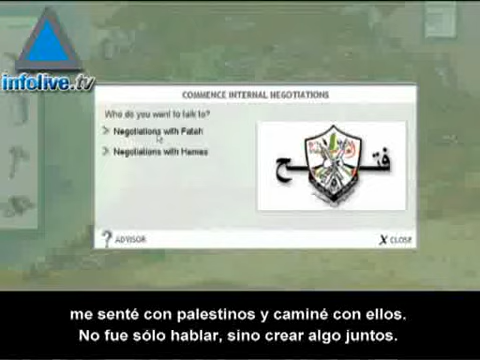 infolive.tv
COMMENCE INTERNAL NEGOTIATIONS
Who do you want to talk to?
Negotiations with Fatah
Negotiations with Hamas
فتح
? ADVISOR
X CLOSE
me senté con palestinos y caminé con ellos.
No fue sólo hablar, sino crear algo juntos.